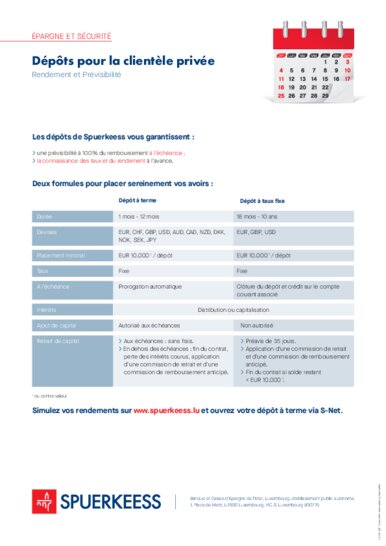 ÉPARGNE ET SÉCURITÉ
Dépôts pour la clientèle privée
Rendement et Prévisibilité
1 2 3
4 5 6 7 8 9 10
11 12 13 14 15 16 17
18 19 20 21 22 23 24
25 26 27 28 29
Les dépôts de Spuerkeess vous garantissent :
> une prévisibilité à 100% du remboursement à l'échéance ;
> la connaissance des taux et du rendement à l'avance.
Deux formules pour placer sereinement vos avoirs :
Dépôt à terme Dépôt à taux fixe
Durée 1 mois - 12 mois 18 mois - 10 ans
Devises EUR, CHF, GBP, USD, AUD, CAD, NZD, DKK, EUR, GBP, USD
NOK, SEK, JPY
Placement minimal EUR 10.000¹ / dépôt EUR 10.000¹ / dépôt
Taux Fixe Fixe
A l'échéance Prorogation automatique Clôture du dépôt et crédit sur le compte
courant associé
Intérêts Distribution ou capitalisation
Ajout de capital Autorisé aux échéances Non autorisé
Retrait de capital > Aux échéances : sans frais. > Préavis de 35 jours.
> En dehors des échéances : fin du contrat, > Application d'une commission de retrait
perte des intérêts courus, application et d'une commission de remboursement
d'une commission de retrait et d'une anticipé.
commission de remboursement anticipé. > Fin du contrat si solde restant
< EUR 10.000¹.
¹ ou contre-valeur
Simulez vos rendements sur www.spuerkeess.lu et ouvrez votre dépôt à terme via S-Net.
SPUERKEESS
Banque et Caisse d'Epargne de l'Etat, Luxembourg, établissement public autonome
1, Place de Metz, L-1930 Luxembourg, R.C.S. Luxembourg B30775